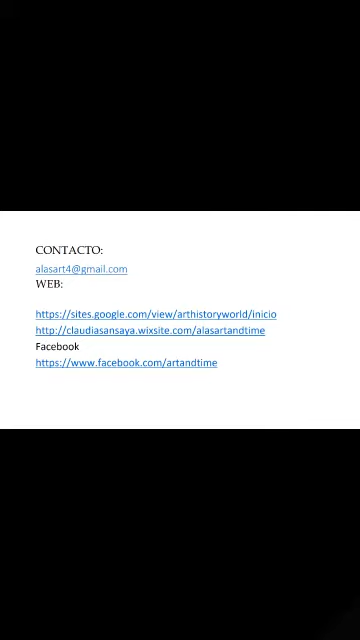 CONTACTO:
alasart4@gmail.com
WEB:
https://sites.google.com/view/arthistoryworld/inicio
http://claudiasansaya.wixsite.com/alasartandtime
Facebook
https://www.facebook.com/artandtime